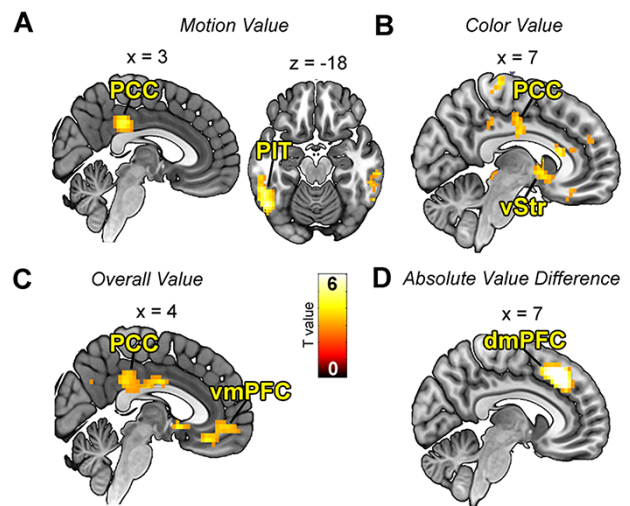 A
Motion Value
B
Color Value
x = 3
z = -18
x = 7
PCC
PCC
PIT
vStr
C
Overall Value
D
Absolute Value Difference
x = 4
6
T value
0
x = 7
PCC
dmPFC
vmPFC